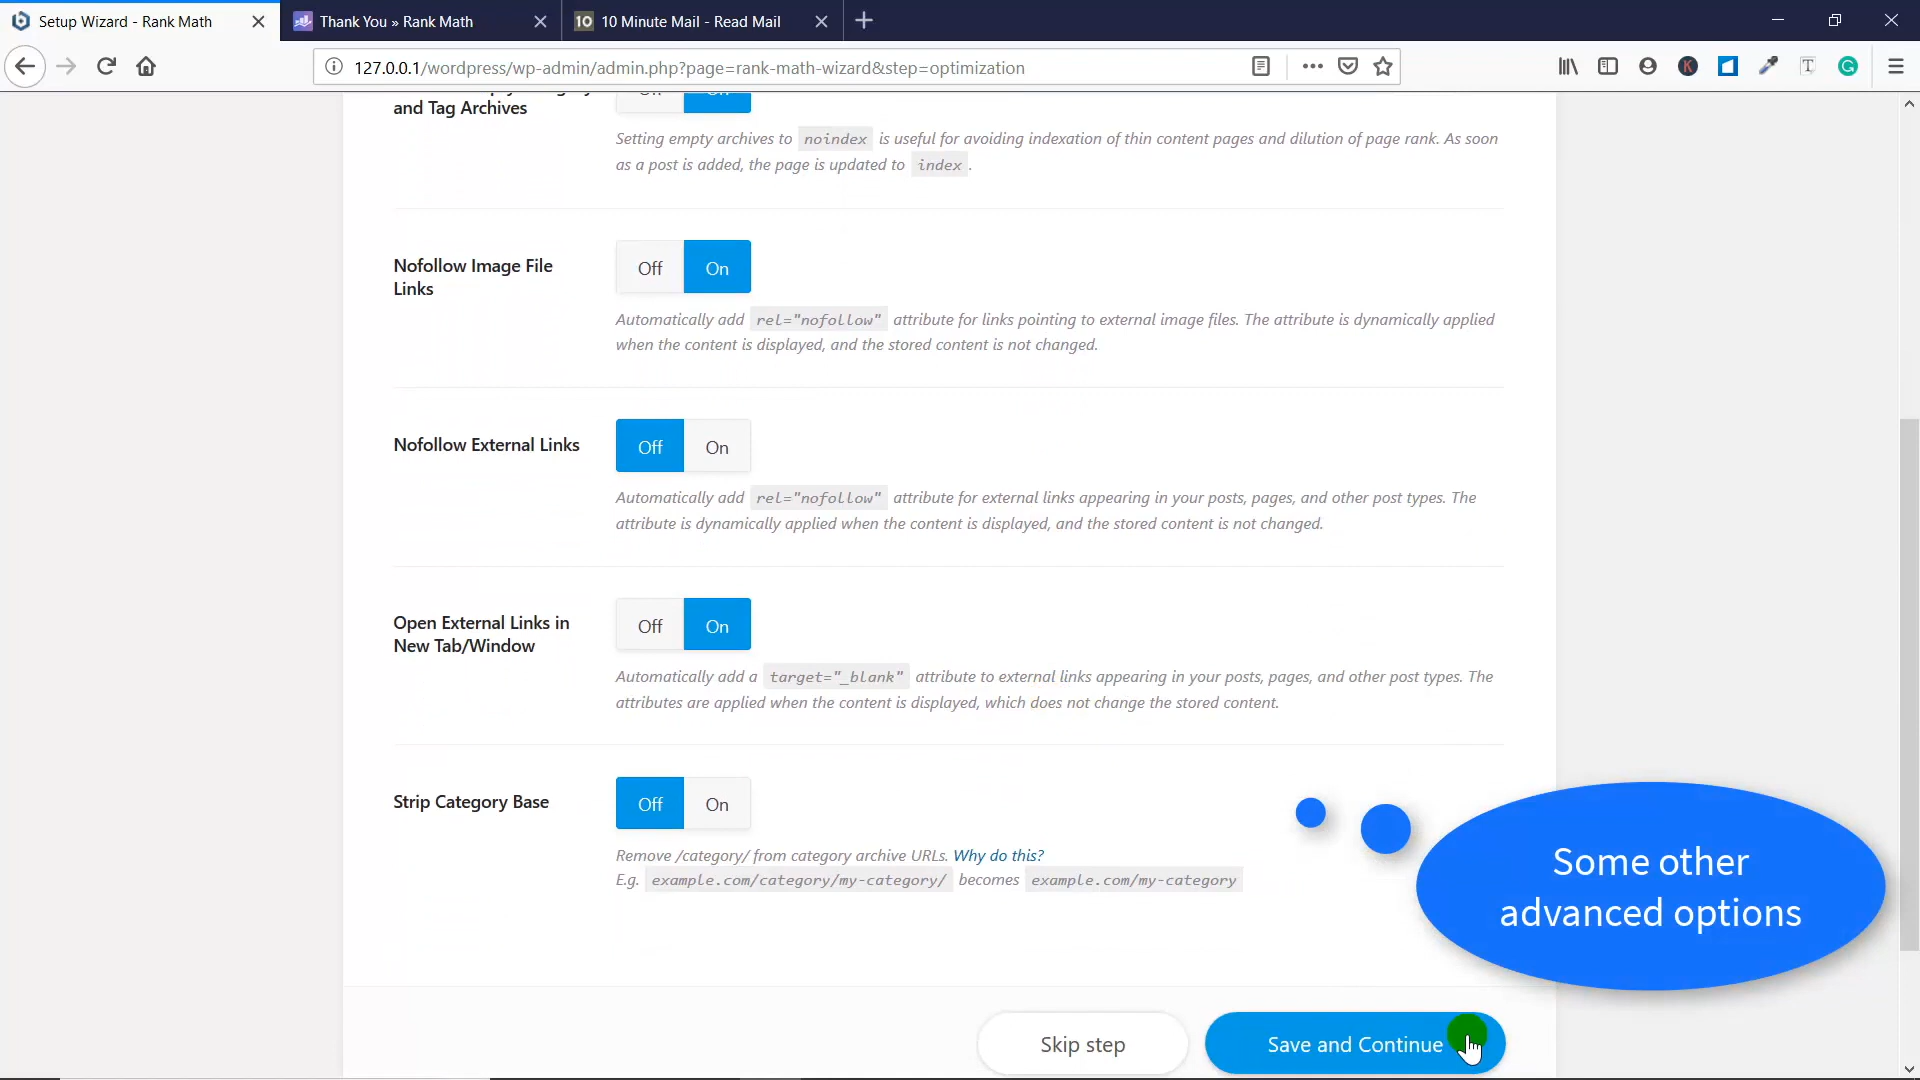 Setup Wizard - Rank Math
Thank You » Rank Math
10
10 Minute Mail - Read Mail
127.0.0.1/wordpress/wp-admin/admin.php?page=rank-math-wizard&step=optimization
and Tag Archives
Setting empty archives to noindex is useful for avoiding indexation of thin content pages and dilution of page rank. As soon
as a post is added, the page is updated to index .
Nofollow Image File
Links
Off
On
Automatically add rel="nofollow" attribute for links pointing to external image files. The attribute is dynamically applied
when the content is displayed, and the stored content is not changed.
Nofollow External Links
Off
On
Automatically add rel="nofollow" attribute for external links appearing in your posts, pages, and other post types. The
attribute is dynamically applied when the content is displayed, and the stored content is not changed.
Open External Links in
New Tab/Window
Off
On
Automatically add a target="_blank" attribute to external links appearing in your posts, pages, and other post types. The
attributes are applied when the content is displayed, which does not change the stored content.
Strip Category Base
Off
On
Remove /category/ from category archive URLs. Why do this?
E.g. example.com/category/my-category/ becomes example.com/my-category
Some other
advanced options
Skip step
Save and Continue